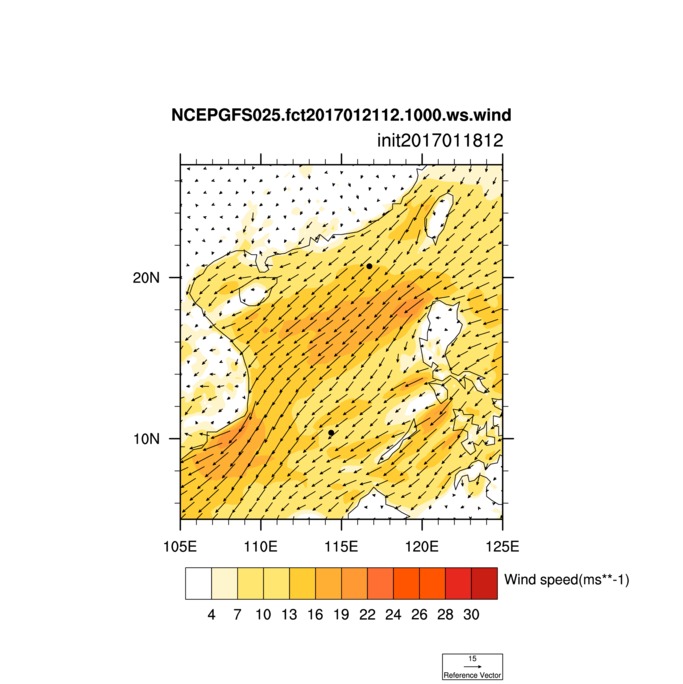 NCEPGFS025.fct2017012112.1000.ws.wind
init2017011812
20N
10N
105E 110E 115E 120E 125E
Wind speed(ms**-1)
4 7 10 13 16 19 22 24 26 28 30
15
Reference Vector